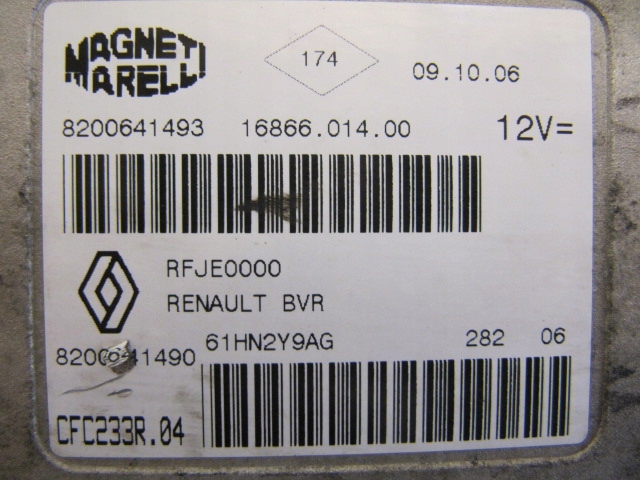 MAGNETI
MARELLI
174
09.10.06
8200641493 16866.014.00 12V=
RFJE0000
RENAULT BVR
61HN2Y9AG 282 06
CFC233R.04